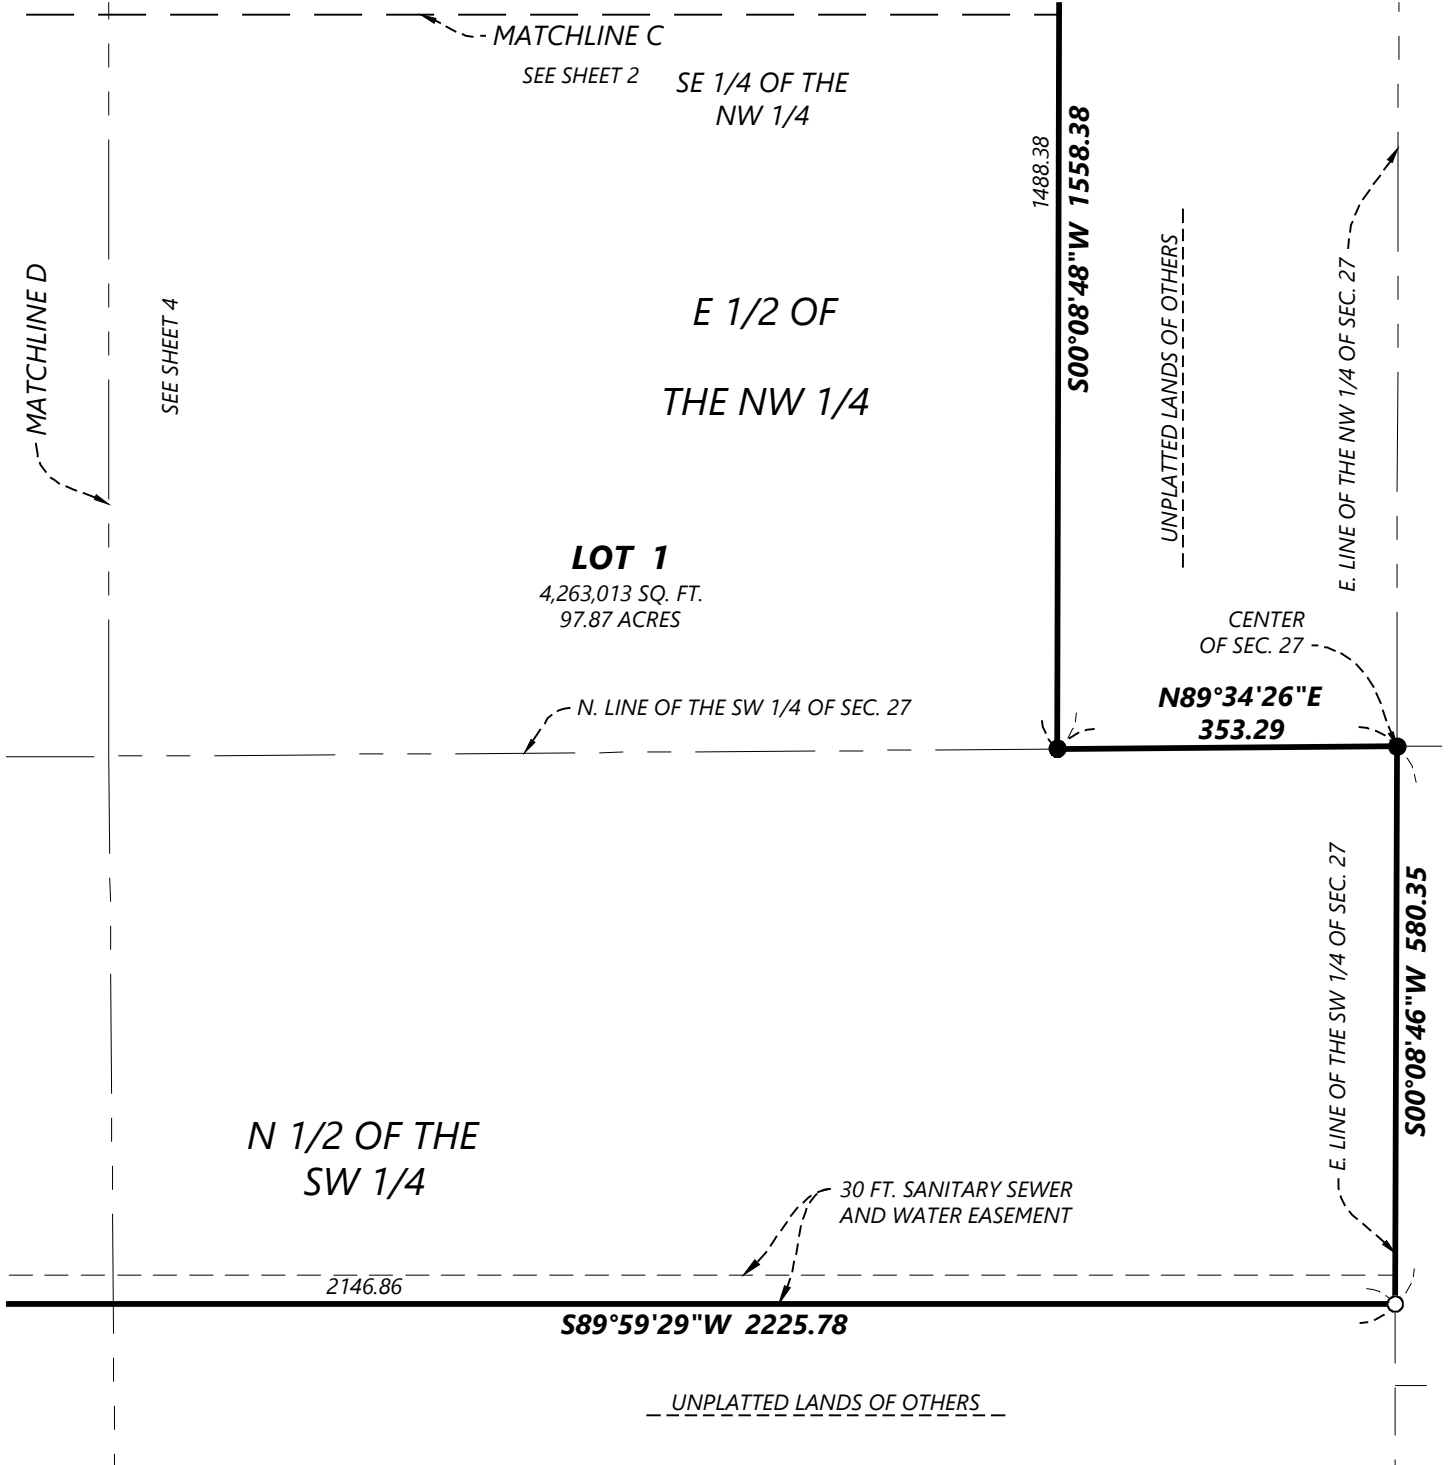 MATCHLINE C
SEE SHEET 2
SE 1/4 OF THE
NW 1/4
1488.38
S00°08'48"W 1558.38
MATCHLINE D
SEE SHEET 4
E 1/2 OF
THE NW 1/4
UNPLATTED LANDS OF OTHERS
E. LINE OF THE NW 1/4 OF SEC. 27
LOT 1
4,263,013 SQ. FT.
97.87 ACRES
CENTER
OF SEC. 27
N. LINE OF THE SW 1/4 OF SEC. 27
N89°34'26"E
353.29
E. LINE OF THE SW 1/4 OF SEC. 27
S00°08'46"W 580.35
N 1/2 OF THE
SW 1/4
30 FT. SANITARY SEWER
AND WATER EASEMENT
2146.86
S89°59'29"W 2225.78
UNPLATTED LANDS OF OTHERS